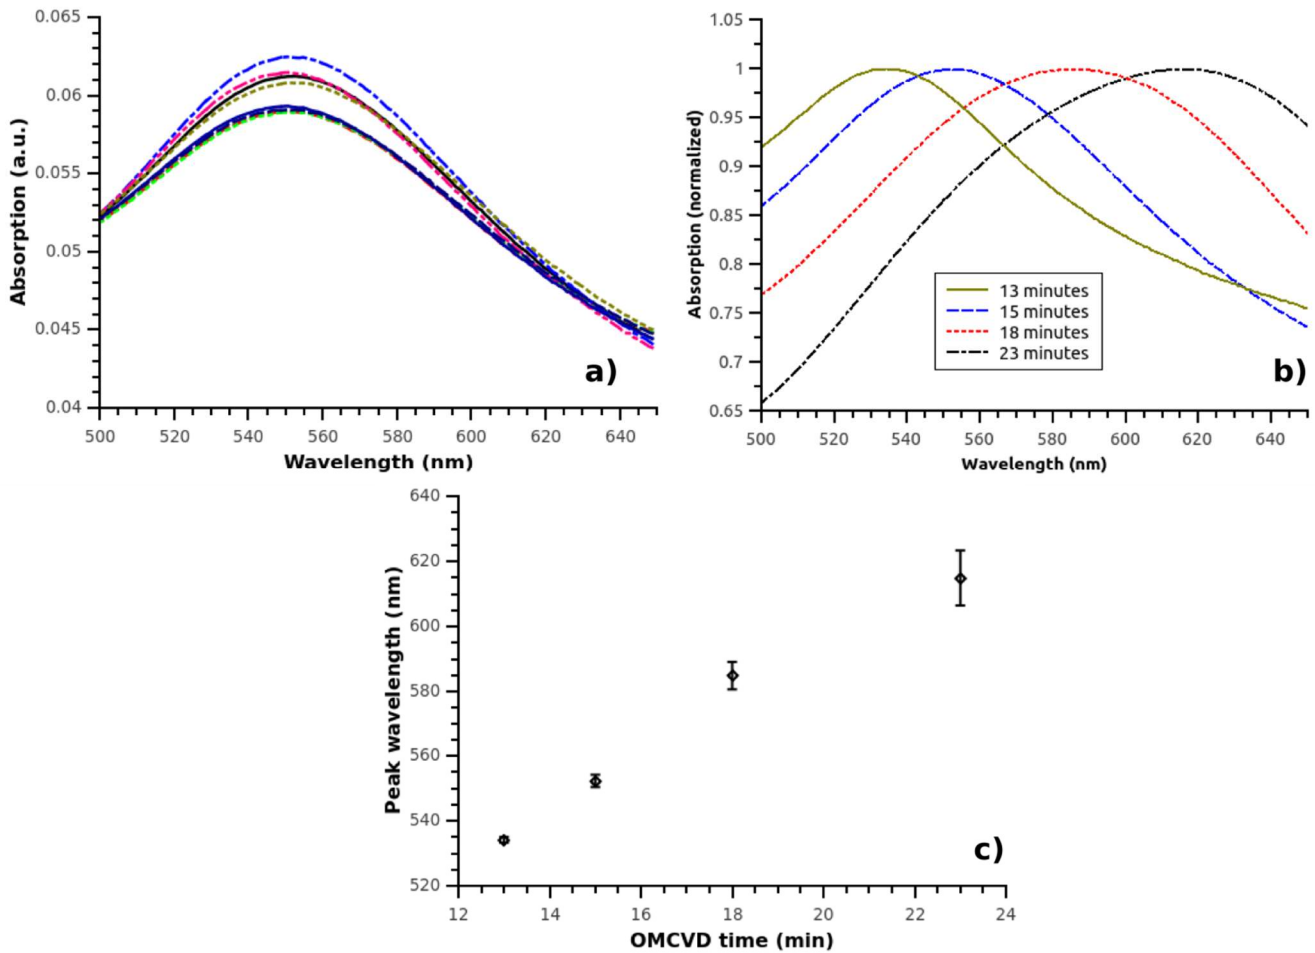 0.065
0.06
0.055
0.05
0.045
0.04
Absorption (a.u.)
500 520 540 560 580 600 620 640
Wavelength (nm)
a)
1.05
1
0.95
0.9
0.85
0.8
0.75
0.7
0.65
Absorption (normalized)
13 minutes
15 minutes
18 minutes
23 minutes
500 520 540 560 580 600 620 640
Wavelength (nm)
b)
640
620
600
580
560
540
520
Peak wavelength (nm)
12 14 16 18 20 22 24
OMCVD time (min)
c)